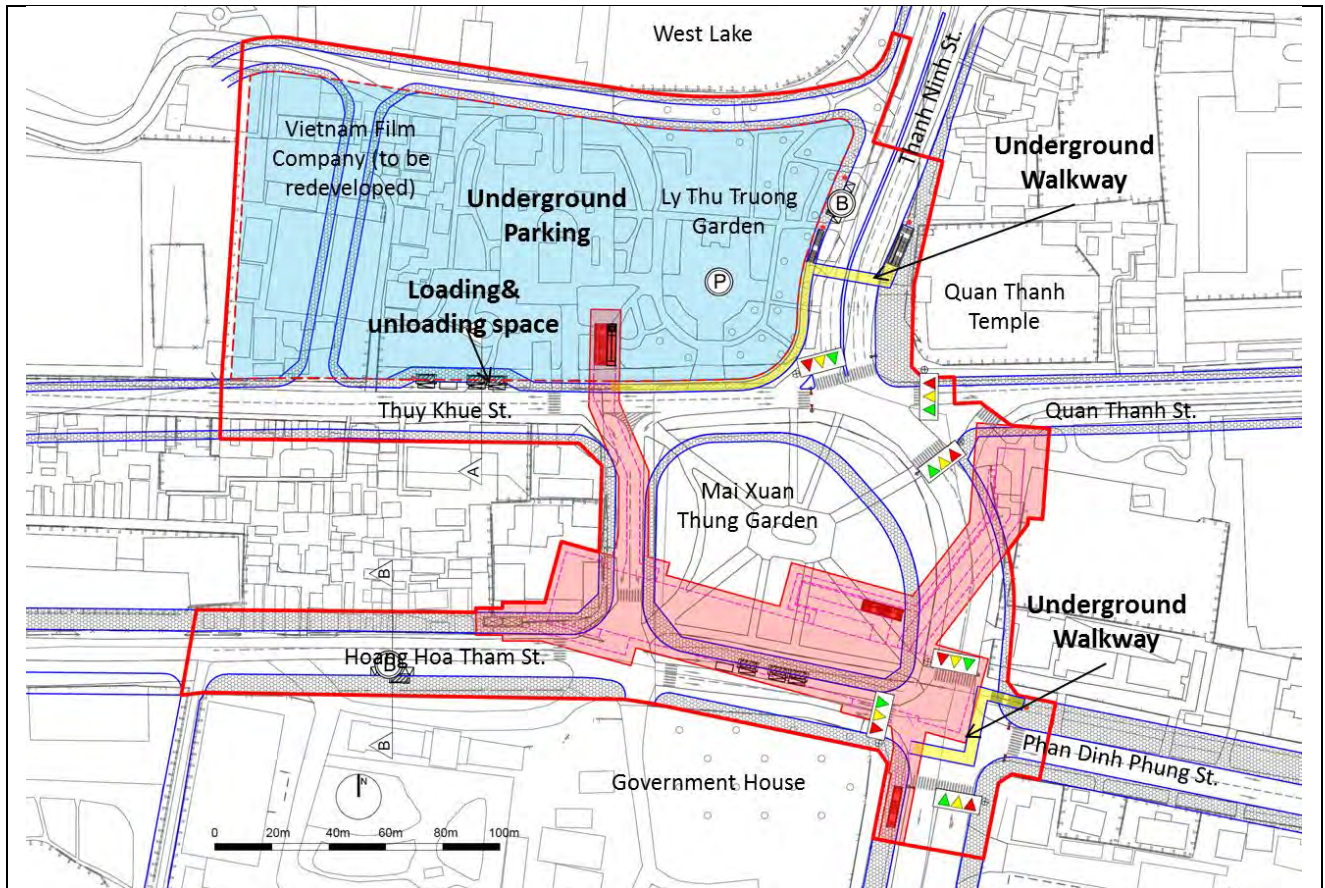 West Lake
Thanh Ninh St.
Vietnam Film
Company (to be
redeveloped)
Underground
Parking
Ly Thu Truong
Garden
B
Underground
Walkway
P
Loading&
unloading space
Quan Thanh
Temple
Thuy Khue St.
Quan Thanh St.
A
Mai Xuan
Thung Garden
B
Underground
Walkway
Hoang Hoa Tham St.
B
Phan Dinh Phung St.
Government House
N
0 20m 40m 60m 80m 100m